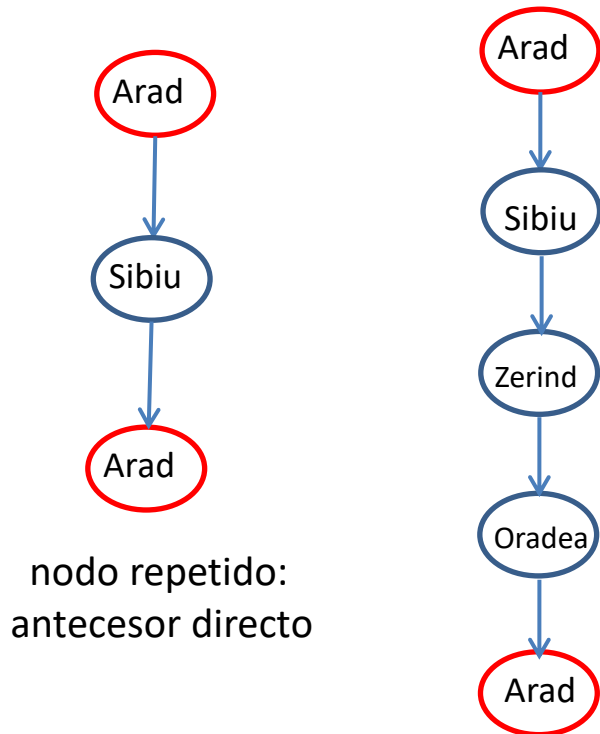 Arad
Sibiu
Arad
nodo repetido:
antecesor directo
Arad
Sibiu
Zerind
Oradea
Arad